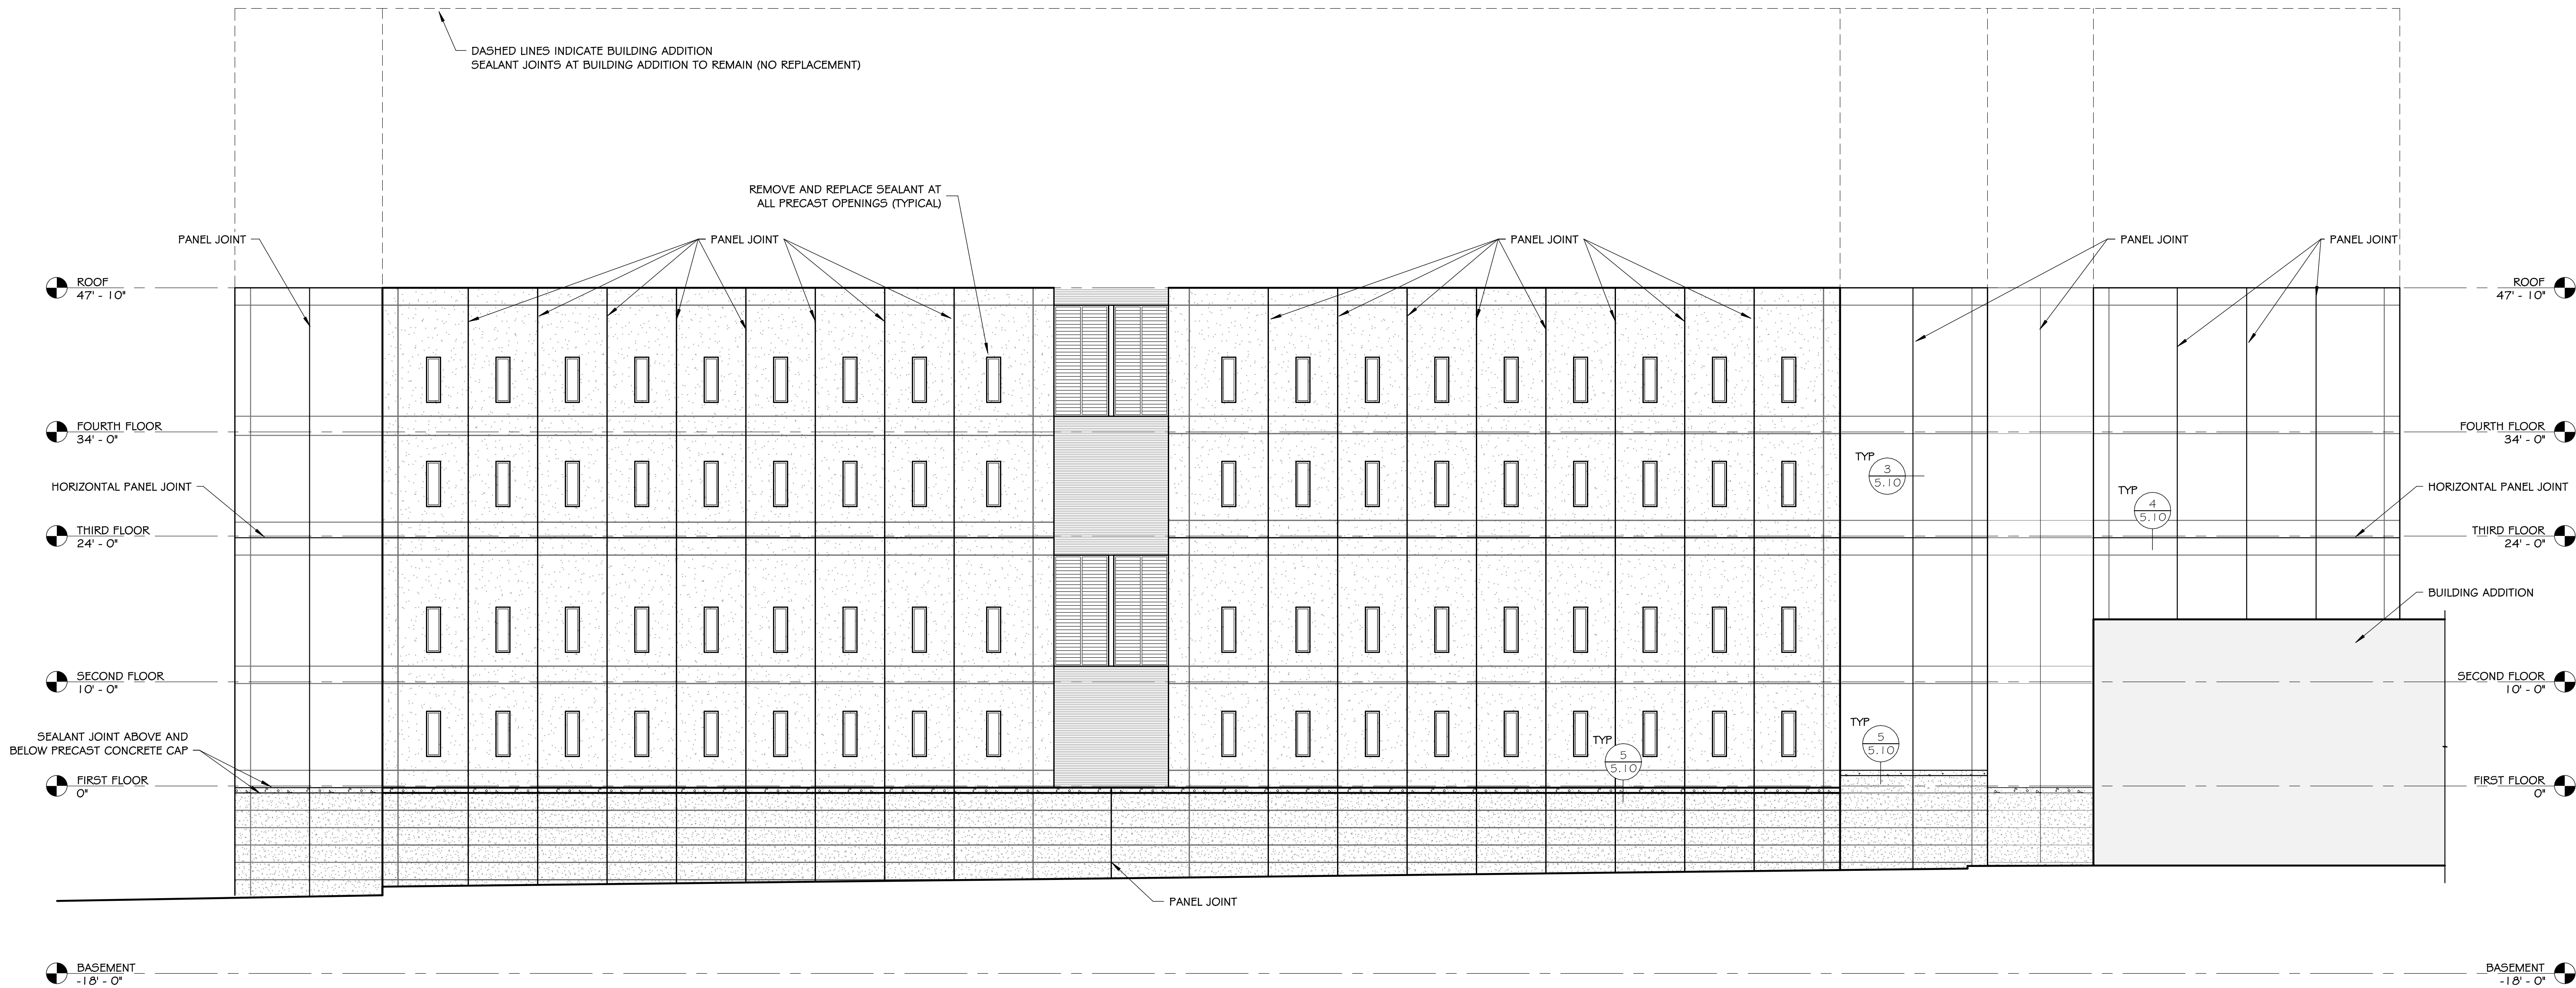 DASHED LINES INDICATE BUILDING ADDITION
SEALANT JOINTS AT BUILDING ADDITION TO REMAIN (NO REPLACEMENT)
REMOVE AND REPLACE SEALANT AT
ALL PRECAST OPENINGS (TYPICAL)
PANEL JOINT
PANEL JOINT
PANEL JOINT
PANEL JOINT
PANEL JOINT
ROOF
47' - 10"
ROOF
47' - 10"
FOURTH FLOOR
34' - 0"
FOURTH FLOOR
34' - 0"
TYP
3
5.10
HORIZONTAL PANEL JOINT
TYP
4
5.10
HORIZONTAL PANEL JOINT
THIRD FLOOR
24' - 0"
THIRD FLOOR
24' - 0"
BUILDING ADDITION
SECOND FLOOR
10' - 0"
SECOND FLOOR
10' - 0"
SEALANT JOINT ABOVE AND
BELOW PRECAST CONCRETE CAP
TYP
5
5.10
TYP
5
5.10
FIRST FLOOR
0"
FIRST FLOOR
0"
PANEL JOINT
BASEMENT
-18' - 0"
BASEMENT
-18' - 0"